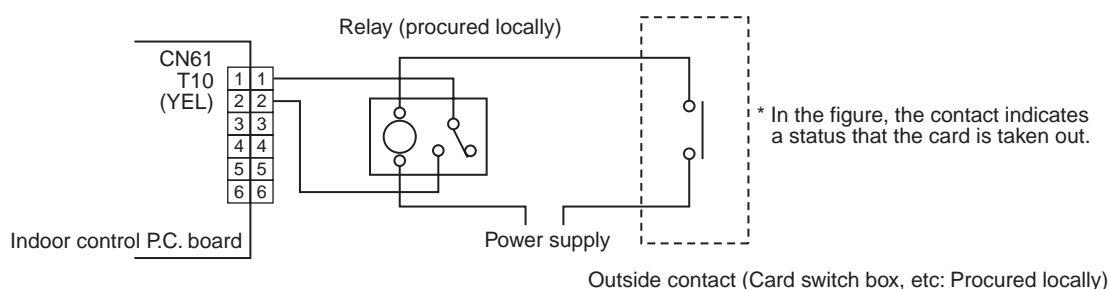 Relay (procured locally)
CN61
T10
(YEL)
1 1
2 2
3 3
4 4
5 5
6 6
* In the figure, the contact indicates
a status that the card is taken out.
Indoor control P.C. board
Power supply
Outside contact (Card switch box, etc: Procured locally)